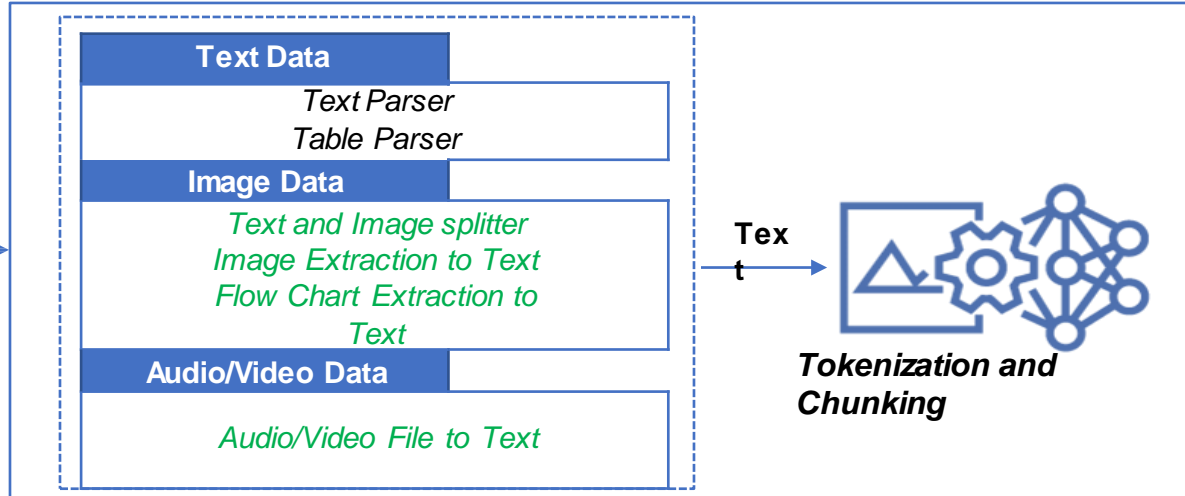 Text Data
Text Parser
Table Parser
Image Data
Text and Image splitter
Image Extraction to Text
Flow Chart Extraction to
Text
Audio/Video Data
Audio/Video File to Text
Tex
t
Tokenization and
Chunking